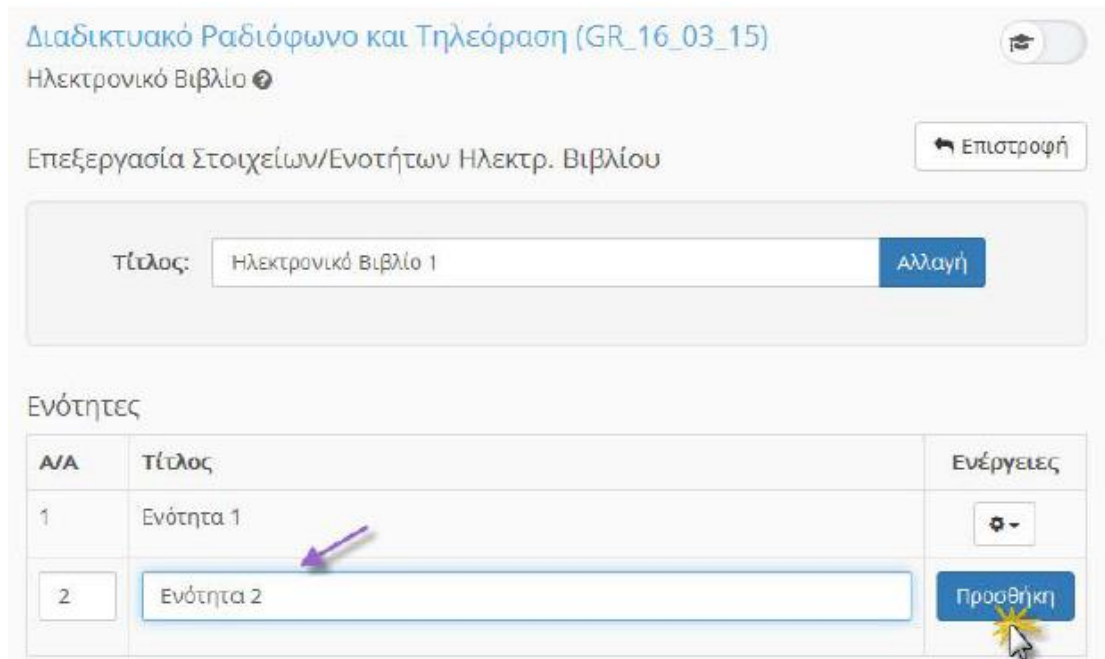 Διαδικτυακό Ραδιόφωνο και Τηλεόραση (GR_16_03_15)
Ηλεκτρονικό Βιβλίο
Επεξεργασία Στοιχείων/Ενοτήτων Ηλεκτρ. Βιβλίου
Επιστροφή
Τίτλος: Ηλεκτρονικό Βιβλίο 1 Αλλαγή
Ενότητες
Α/Α Τίτλος Ενέργειες
1 Ενότητα 1
2 Ενότητα 2 Προσθήκη